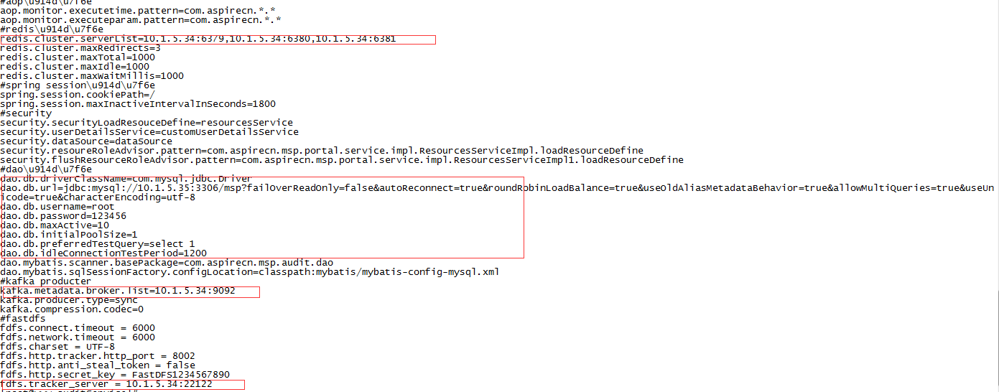 #aop\u914d\u7f6e
aop.monitor.executetime.pattern=com.aspirecn.*.*
aop.monitor.executeparam.pattern=com.aspirecn.*.*
#redis\u914d\u7f6e
redis.cluster.serverList=10.1.5.34:6379,10.1.5.34:6380,10.1.5.34:6381
redis.cluster.maxRedirects=3
redis.cluster.maxTotal=1000
redis.cluster.maxIdle=1000
redis.cluster.maxWaitMillis=1000
#spring session\u914d\u7f6e
spring.session.cookiePath=/
spring.session.maxInactiveIntervalInSeconds=1800
#security
security.securityLoadResouceDefine=resourcesService
security.userDetailsService=customUserDetailsService
security.dataSource=dataSource
security.resoureRoleAdvisor.pattern=com.aspirecn.msp.portal.service.impl.ResourcesServiceImpl.loadResourceDefine
security.flushResourceRoleAdvisor.pattern=com.aspirecn.msp.portal.service.impl.ResourcesServiceImpl1.loadResourceDefine
#dao\u914d\u7f6e
dao.db.driverClassName=com.mysql.jdbc.Driver
dao.db.url=jdbc:mysql://10.1.5.35:3306/msp?failOverReadOnly=false&autoReconnect=true&roundRobinLoadBalance=true&useOldAliasMetadataBehavior=true&allowMultiQueries=true&useUn
icode=true&characterEncoding=utf-8
dao.db.username=root
dao.db.password=123456
dao.db.maxActive=10
dao.db.initialPoolSize=1
dao.db.preferredTestQuery=select 1
dao.db.idleConnectionTestPeriod=1200
dao.mybatis.scanner.basePackage=com.aspirecn.msp.audit.dao
dao.mybatis.sqlSessionFactory.configLocation=classpath:mybatis/mybatis-config-mysql.xml
#kafka producter
kafka.metadata.broker.list=10.1.5.34:9092
kafka.producer.type=sync
kafka.compression.codec=0
#fastdfs
fdfs.connect.timeout = 6000
fdfs.network.timeout = 6000
fdfs.charset = UTF-8
fdfs.http.tracker.http_port = 8002
fdfs.http.anti_steal_token = false
fdfs.http.secret_key = FastDFS1234567890
fdfs.tracker_server = 10.1.5.34:22122